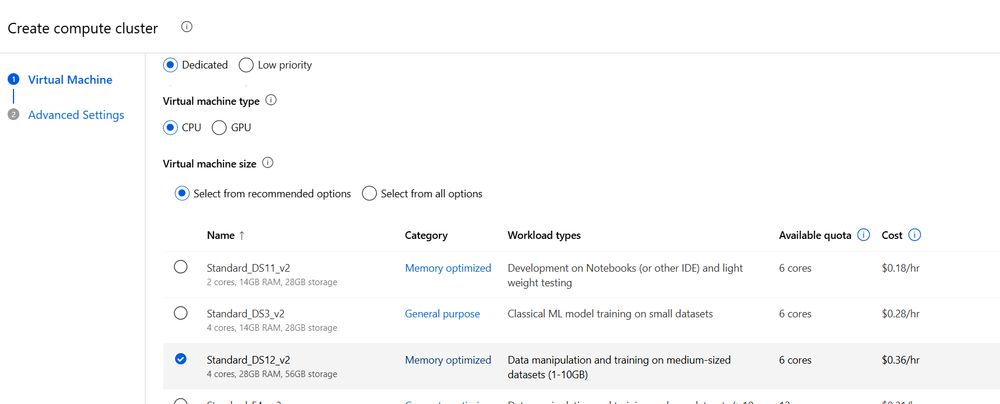 Create compute cluster
1 Virtual Machine
2 Advanced Settings
Dedicated Low priority
Virtual machine type
CPU GPU
Virtual machine size
Select from recommended options Select from all options
Name ↑ Category Workload types Available quota Cost
Standard_DS11_v2 Memory optimized Development on Notebooks (or other IDE) and light 6 cores $0.18/hr
2 cores, 14GB RAM, 28GB storage weight testing
Standard_DS3_v2 General purpose Classical ML model training on small datasets 6 cores $0.28/hr
4 cores, 14GB RAM, 28GB storage
Standard_DS12_v2 Memory optimized Data manipulation and training on medium-sized 6 cores $0.36/hr
4 cores, 28GB RAM, 56GB storage datasets (1-10GB)